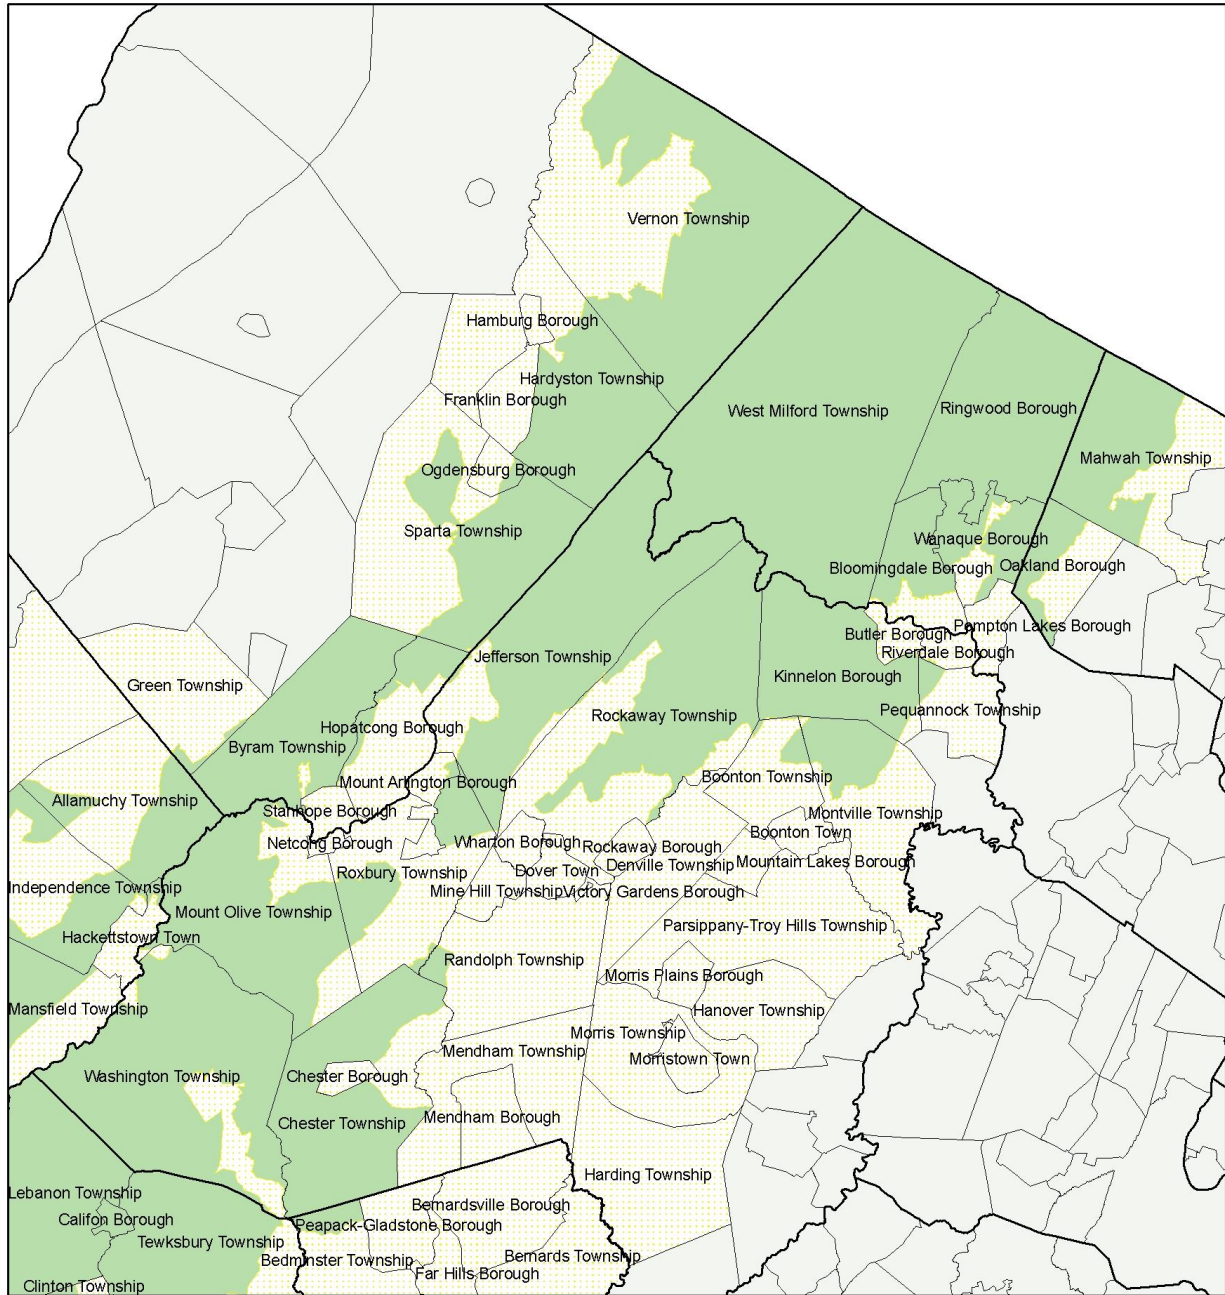 Vernon Township
Hamburg Borough
Hardyston Township
Franklin Borough
West Milford Township
Ringwood Borough
Mahwah Township
Ogdensburg Borough
Sparta Township
Wanaque Borough
Bloomingdale Borough
Oakland Borough
Pompton Lakes Borough
Butler Borough
Riverdale Borough
Jefferson Township
Kinnelon Borough
Green Township
Pequannock Township
Rockaway Township
Hopatcong Borough
Byram Township
Mount Arlington Borough
Boonton Township
Allamuchy Township
Stanhope Borough
Montville Township
Boonton Town
Netcong Borough
Wharton Borough
Rockaway Borough
Mountain Lakes Borough
Denville Township
Dover Town
Roxbury Township
Independence Township
Mine Hill Township
Victory Gardens Borough
Mount Olive Township
Parsippany-Troy Hills Township
Hackettstown Town
Randolph Township
Morris Plains Borough
Mansfield Township
Hanover Township
Morris Township
Mendham Township
Morristown Town
Washington Township
Chester Borough
Mendham Borough
Chester Township
Harding Township
Lebanon Township
Bernardsville Borough
Califon Borough
Peapack-Gladstone Borough
Tewksbury Township
Bernards Township
Bedminster Township
Far Hills Borough
Clinton Township